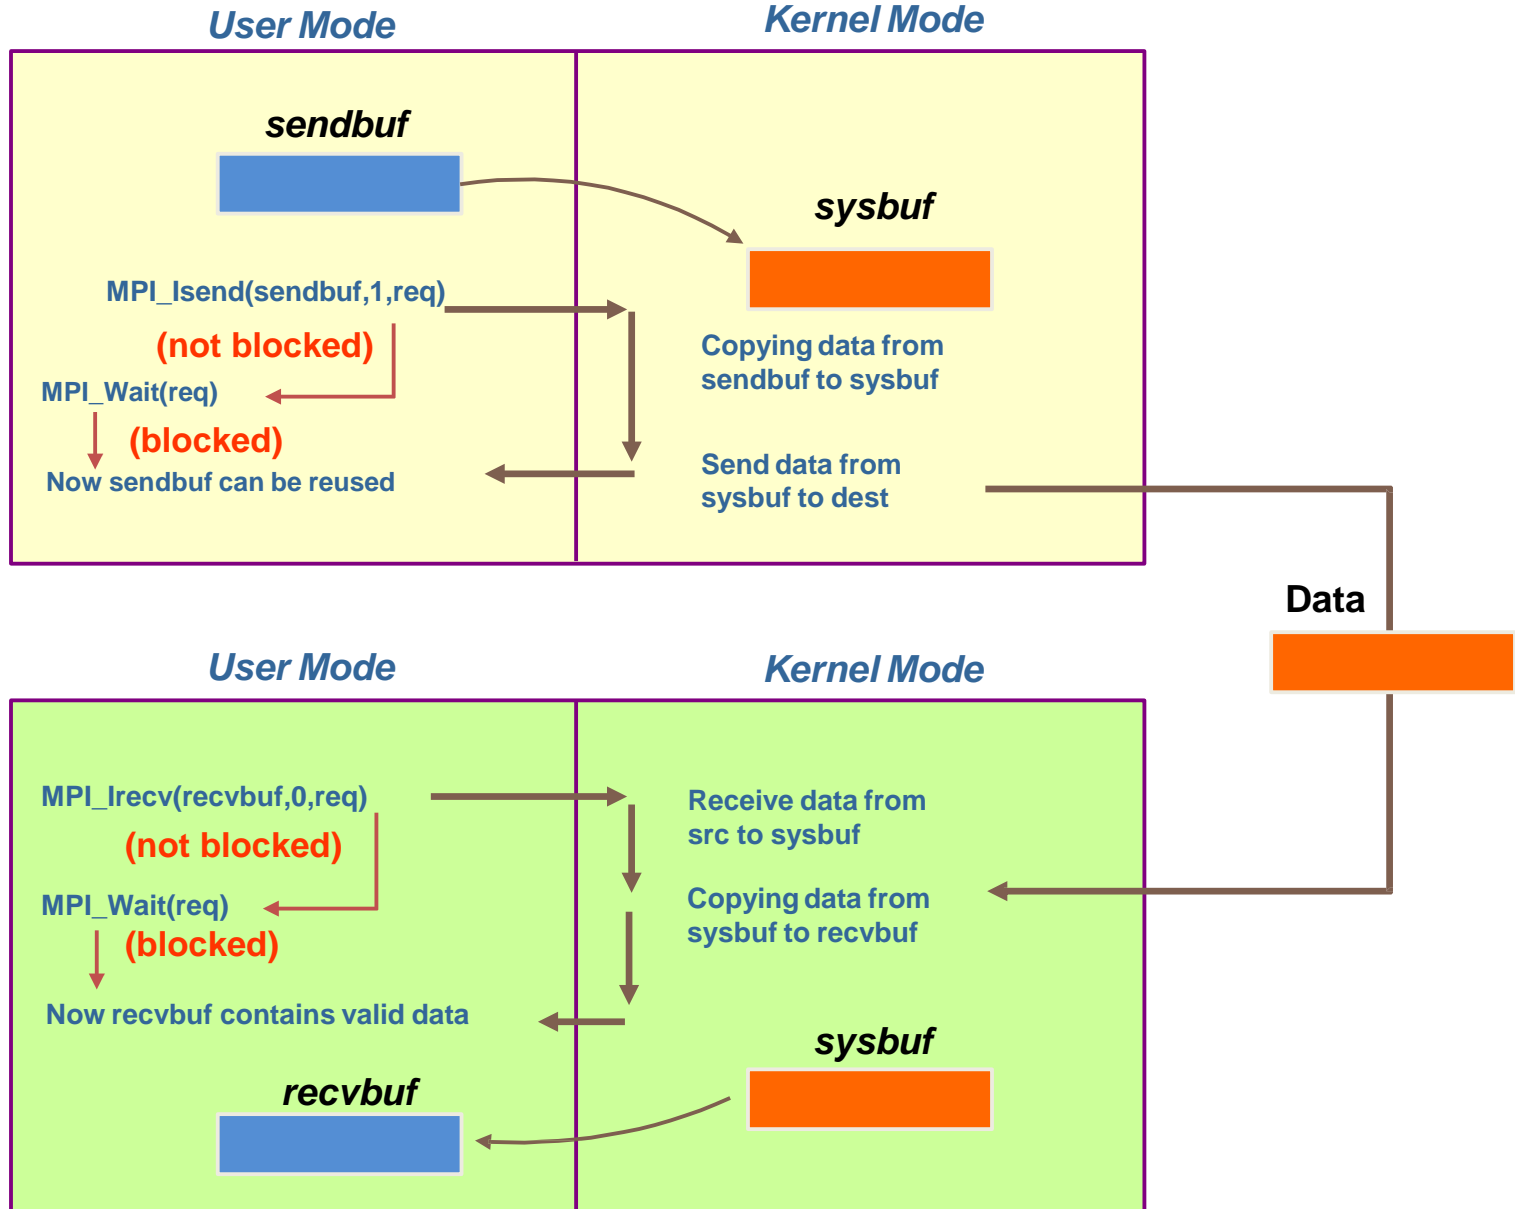 User Mode
Kernel Mode
sendbuf
sysbuf
MPI_Isend(sendbuf,1,req)
(not blocked)
MPI_Wait(req)
(blocked)
Now sendbuf can be reused
Copying data from
sendbuf to sysbuf
Send data from
sysbuf to dest
Data
User Mode
Kernel Mode
MPI_Irecv(recvbuf,0,req)
(not blocked)
MPI_Wait(req)
(blocked)
Now recvbuf contains valid data
Receive data from
src to sysbuf
Copying data from
sysbuf to recvbuf
sysbuf
recvbuf